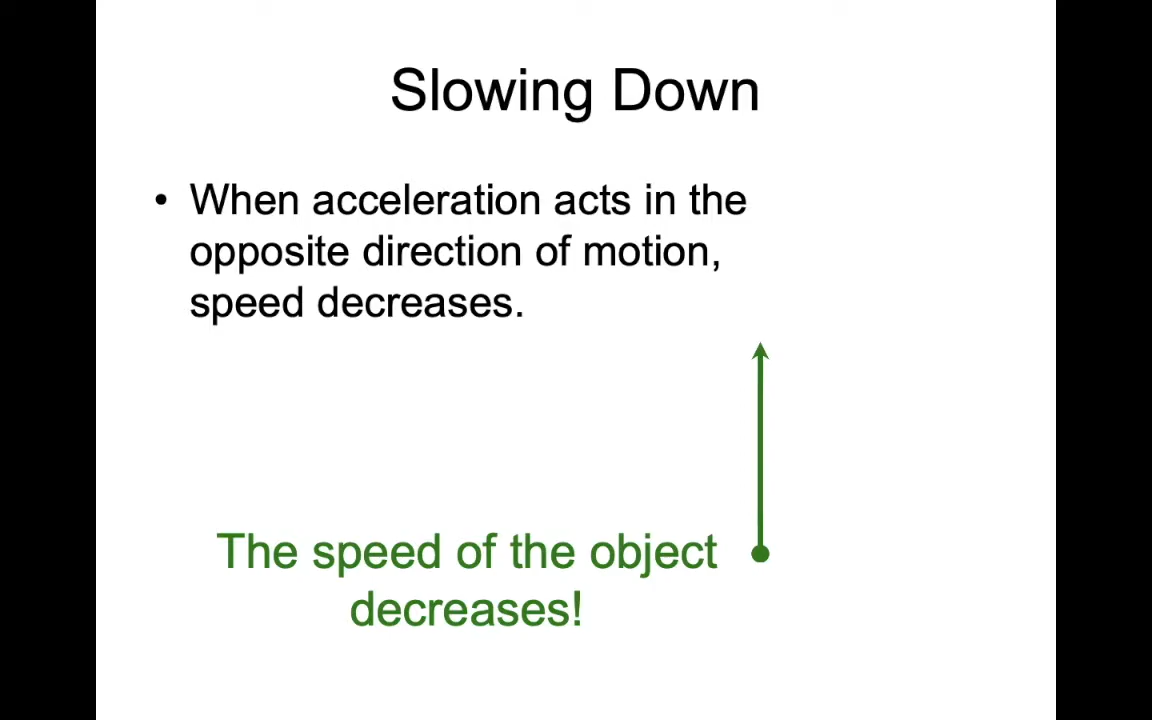 Slowing Down
• When acceleration acts in the
opposite direction of motion,
speed decreases.
The speed of the object
decreases!